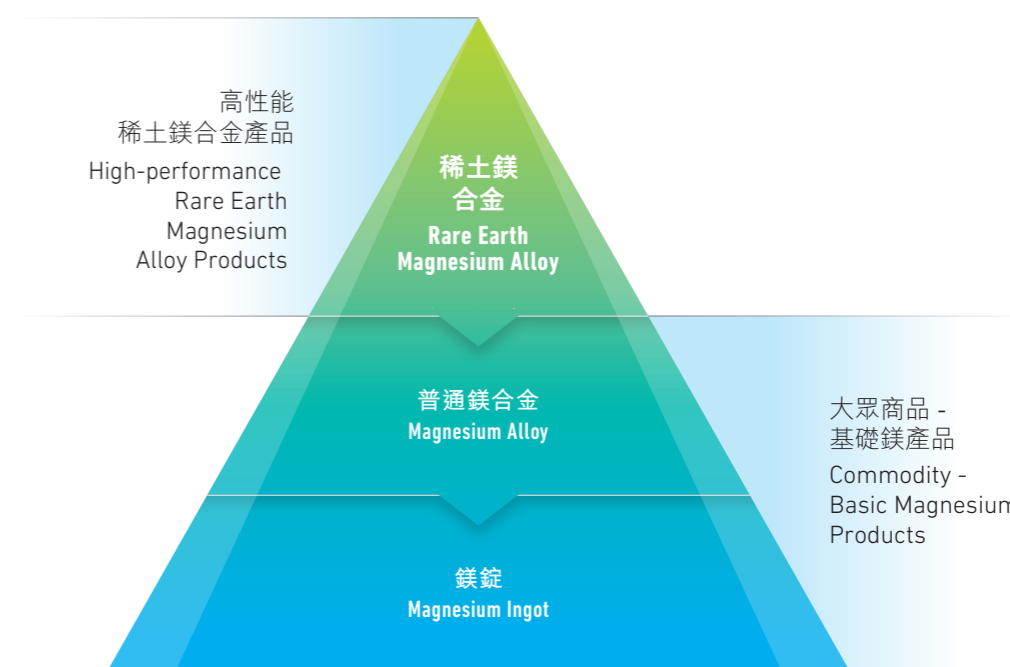 高性能
稀土鎂合金產品
High-performance
Rare Earth
Magnesium
Alloy Products
稀土鎂
合金
Rare Earth
Magnesium Alloy
普通鎂合金
Magnesium Alloy
大眾商品 -
基礎鎂產品
Commodity -
Basic Magnesium
Products
鎂錠
Magnesium Ingot